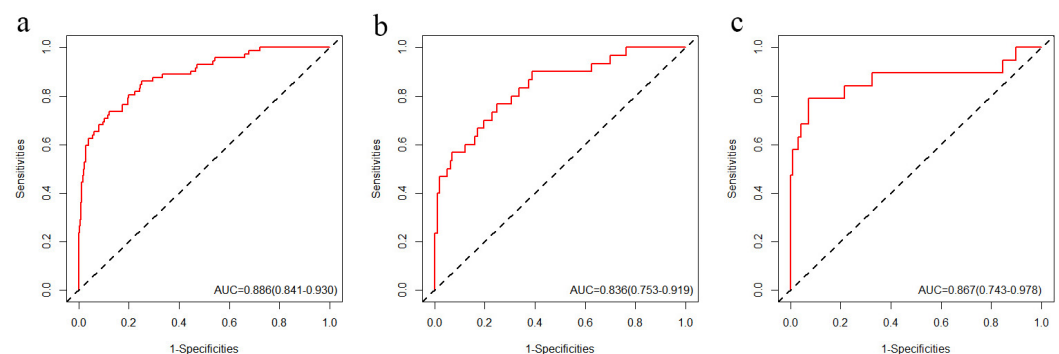 a
1.0
0.8
0.6
0.4
0.2
0.0
Sensitivities
AUC=0.886(0.841-0.930)
0.0 0.2 0.4 0.6 0.8 1.0
1-Specificities
b
1.0
0.8
0.6
0.4
0.2
0.0
Sensitivities
AUC=0.836(0.753-0.919)
0.0 0.2 0.4 0.6 0.8 1.0
1-Specificities
c
1.0
0.8
0.6
0.4
0.2
0.0
Sensitivities
AUC=0.867(0.743-0.978)
0.0 0.2 0.4 0.6 0.8 1.0
1-Specificities